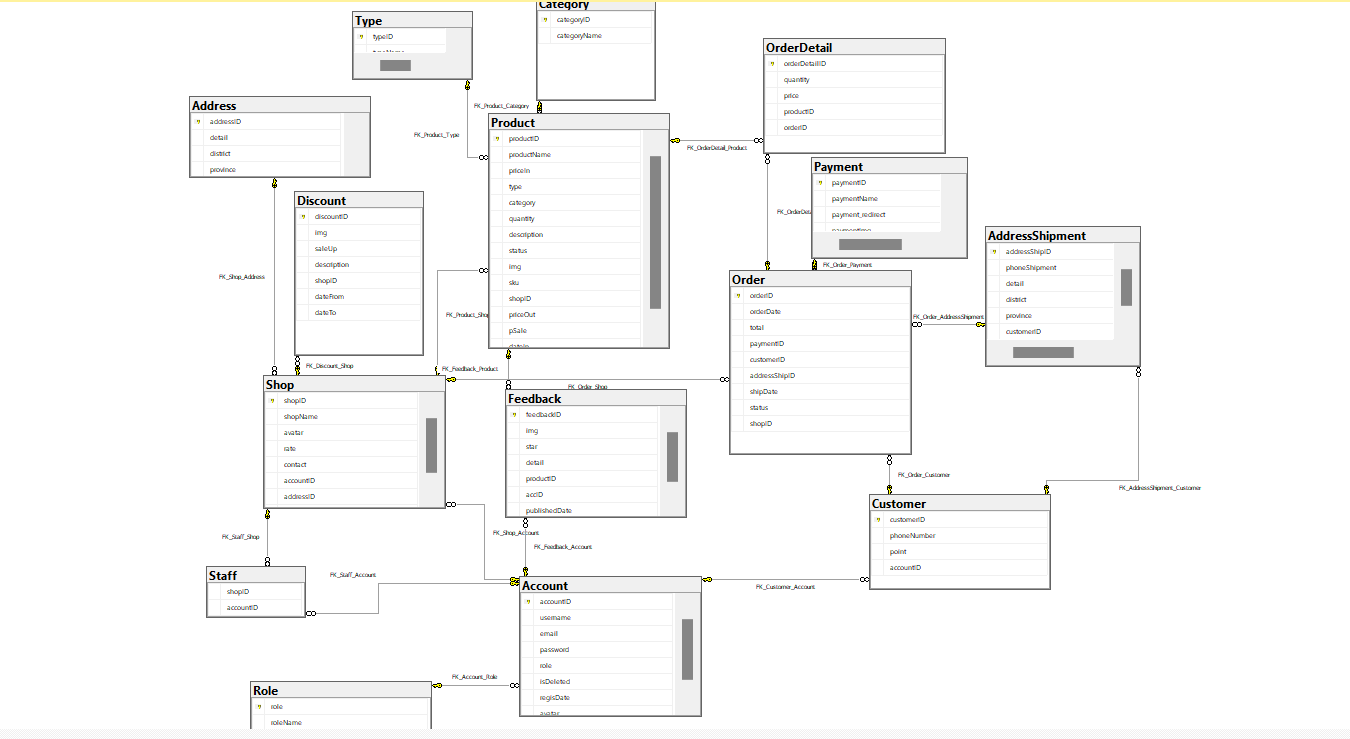 Type
typeID
typeName
Category
categoryID
categoryName
OrderDetail
orderDetailID
quantity
price
productID
orderID
Address
addressID
detail
district
province
FK_Product_Category
FK_Product_Type
Product
productID
productName
priceIn
type
category
quantity
description
status
img
sku
shopID
priceOut
pSale
dateIn
FK_OrderDetail_Product
Payment
paymentID
paymentName
payment_redirect
FK_OrderDeta
FK_Order_Payment
Discount
discountID
img
saleUp
description
shopID
dateFrom
dateTo
FK_Shop_Address
AddressShipment
addressShipID
phoneShipment
detail
district
province
customerID
Order
orderID
orderDate
total
paymentID
customerID
addressShipID
shipDate
status
shopID
FK_Order_AddressShipment
FK_Product_Shop
FK_Discount_Shop
FK_Feedback_Product
FK_Order_Shop
Shop
shopID
shopName
avatar
rate
contact
accountID
addressID
Feedback
feedbackID
img
star
detail
productID
accID
publishedDate
FK_Order_Customer
FK_AddressShipment_Customer
Customer
customerID
phoneNumber
point
accountID
FK_Staff_Shop
FK_Shop_Account
FK_Feedback_Account
Staff
shopID
accountID
FK_Staff_Account
FK_Customer_Account
Account
accountID
username
email
password
role
isDeleted
regisDate
avatar
FK_Account_Role
Role
role
roleName